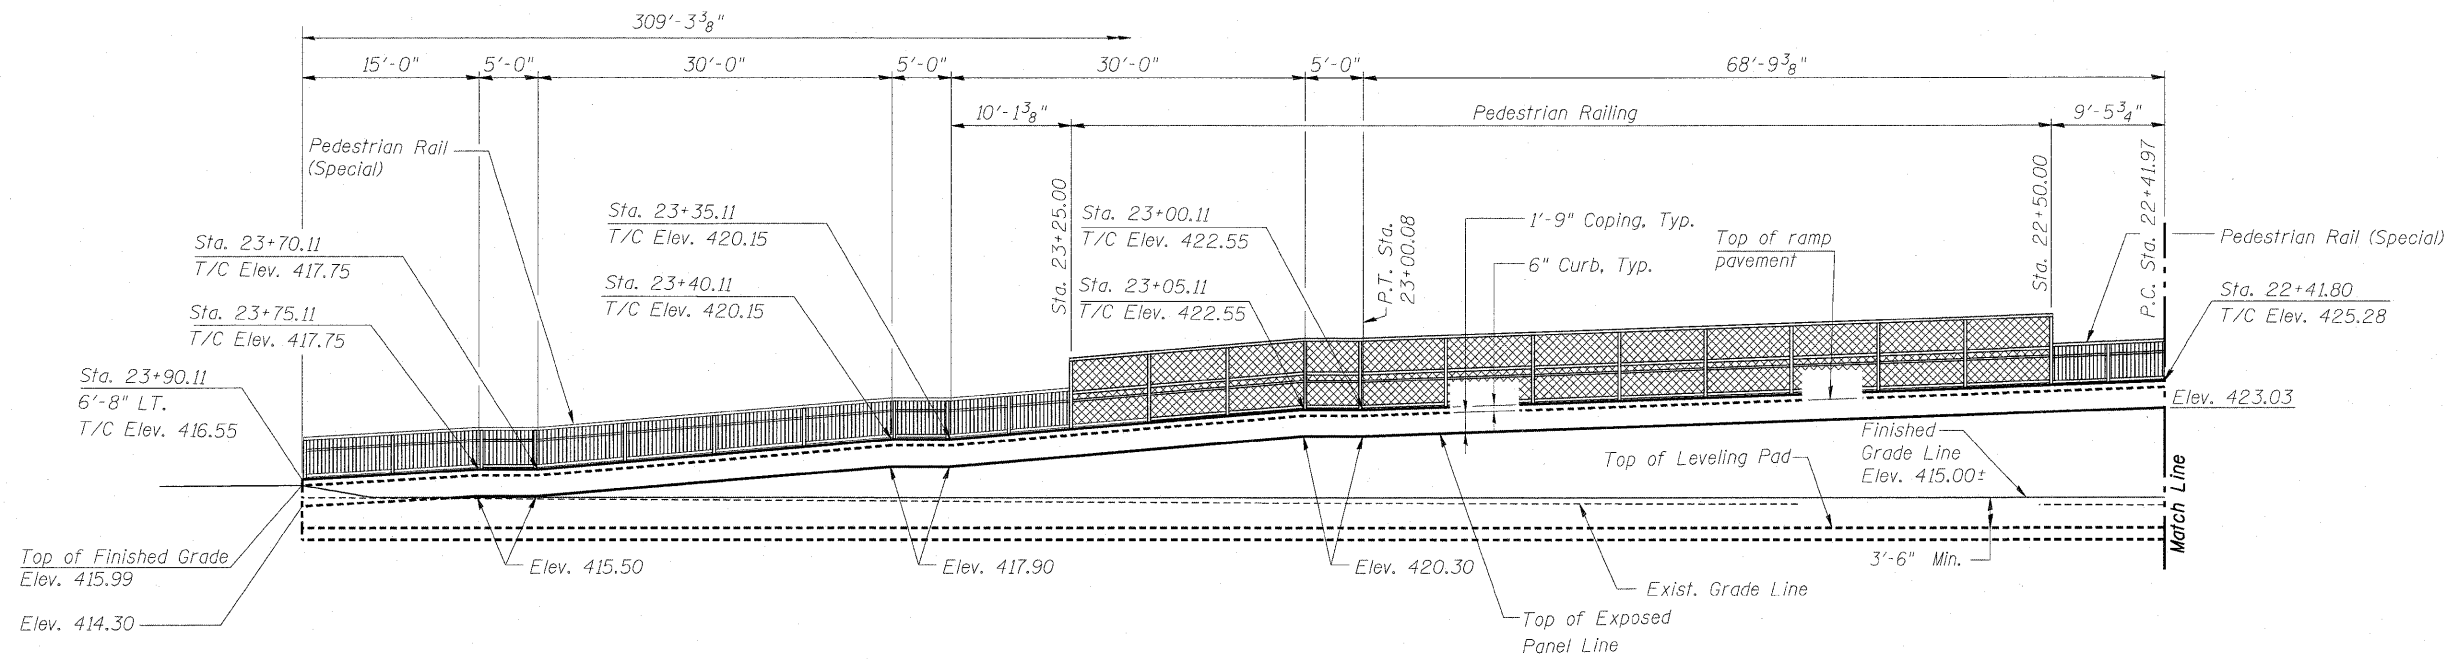 309'-3 3/8"
15'-0"
5'-0"
30'-0"
5'-0"
30'-0"
5'-0"
68'-9 3/8"
10'-1 3/8"
Pedestrian Railing
9'-5 3/4"
Pedestrian Rail
(Special)
Sta. 23+25.00
P.T. Sta.
23+00.08
Sta. 22+50.00
P.C. Sta. 22+41.97
Sta. 23+35.11
T/C Elev. 420.15
Sta. 23+00.11
T/C Elev. 422.55
1'-9" Coping, Typ.
Top of ramp
pavement
Pedestrian Rail (Special)
Sta. 23+70.11
T/C Elev. 417.75
6" Curb, Typ.
Sta. 23+40.11
T/C Elev. 420.15
Sta. 23+05.11
T/C Elev. 422.55
Sta. 22+41.80
T/C Elev. 425.28
Sta. 23+75.11
T/C Elev. 417.75
Sta. 23+90.11
6'-8" LT.
T/C Elev. 416.55
Elev. 423.03
Finished
Grade Line
Elev. 415.00±
Top of Leveling Pad
Match Line
Top of Finished Grade
Elev. 415.99
Elev. 415.50
Elev. 417.90
Elev. 420.30
3'-6" Min.
Exist. Grade Line
Elev. 414.30
Top of Exposed
Panel Line